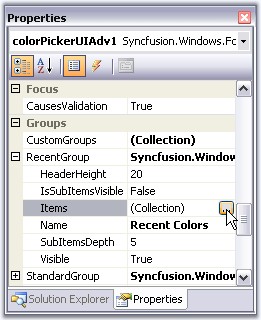 Properties
colorPickerUIAdv1 Syncfusion.Windows.Fo
Focus
CausesValidation True
Groups
CustomGroups (Collection)
RecentGroup Syncfusion.Window
HeaderHeight 20
IsSubItemsVisible False
Items (Collection)
Name Recent Colors
SubItemsDepth 5
Visible True
StandardGroup Syncfusion.Window
Solution Explorer Properties